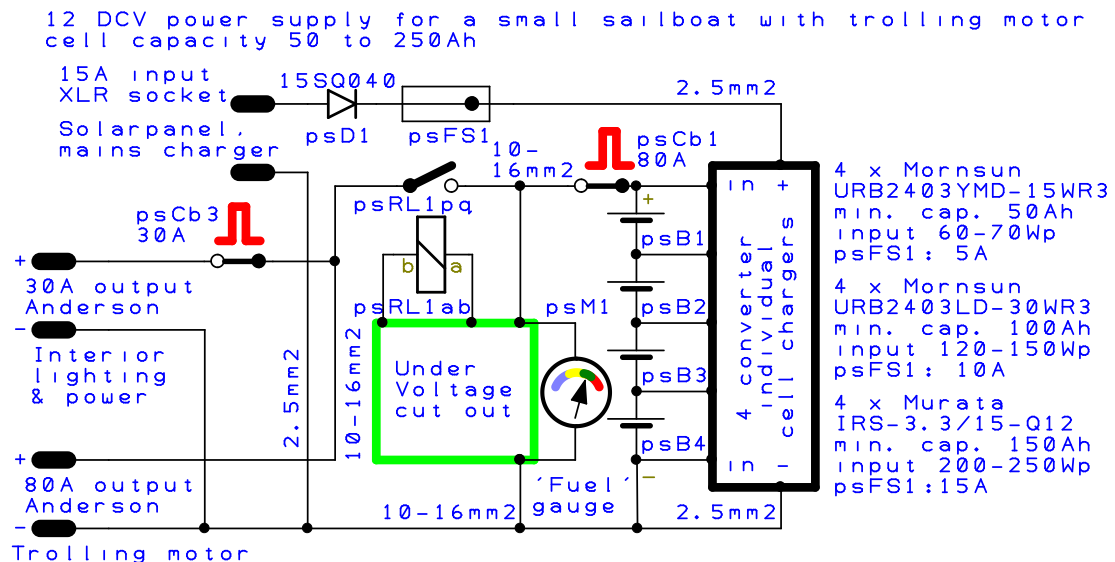 12 DCV power supply for a small sailboat with trolling motor
cell capacity 50 to 250Ah
15A input
XLR socket
15SQ040
psD1
psFS1
2.5mm2
Solarpanel,
mains charger
10-
16mm2
psCb1
80A
psRL1pq
psCb3
30A
+
30A output
Anderson
-
Interior
lighting
& power
b
a
psRL1ab
psM1
Under
Voltage
cut out
2.5mm2
10-16mm2
+
psB1
psB2
psB3
psB4
-
in +
4 converter
individual
cell chargers
in -
'Fuel'
gauge
+
80A output
Anderson
-
Trolling motor
10-16mm2
2.5mm2
4 x Mornsun
URB2403YMD-15WR3
min. cap. 50Ah
input 60-70Wp
psFS1: 5A
4 x Mornsun
URB2403LD-30WR3
min. cap. 100Ah
input 120-150Wp
psFS1: 10A
4 x Murata
IRS-3.3/15-Q12
min. cap. 150Ah
input 200-250Wp
psFS1:15A